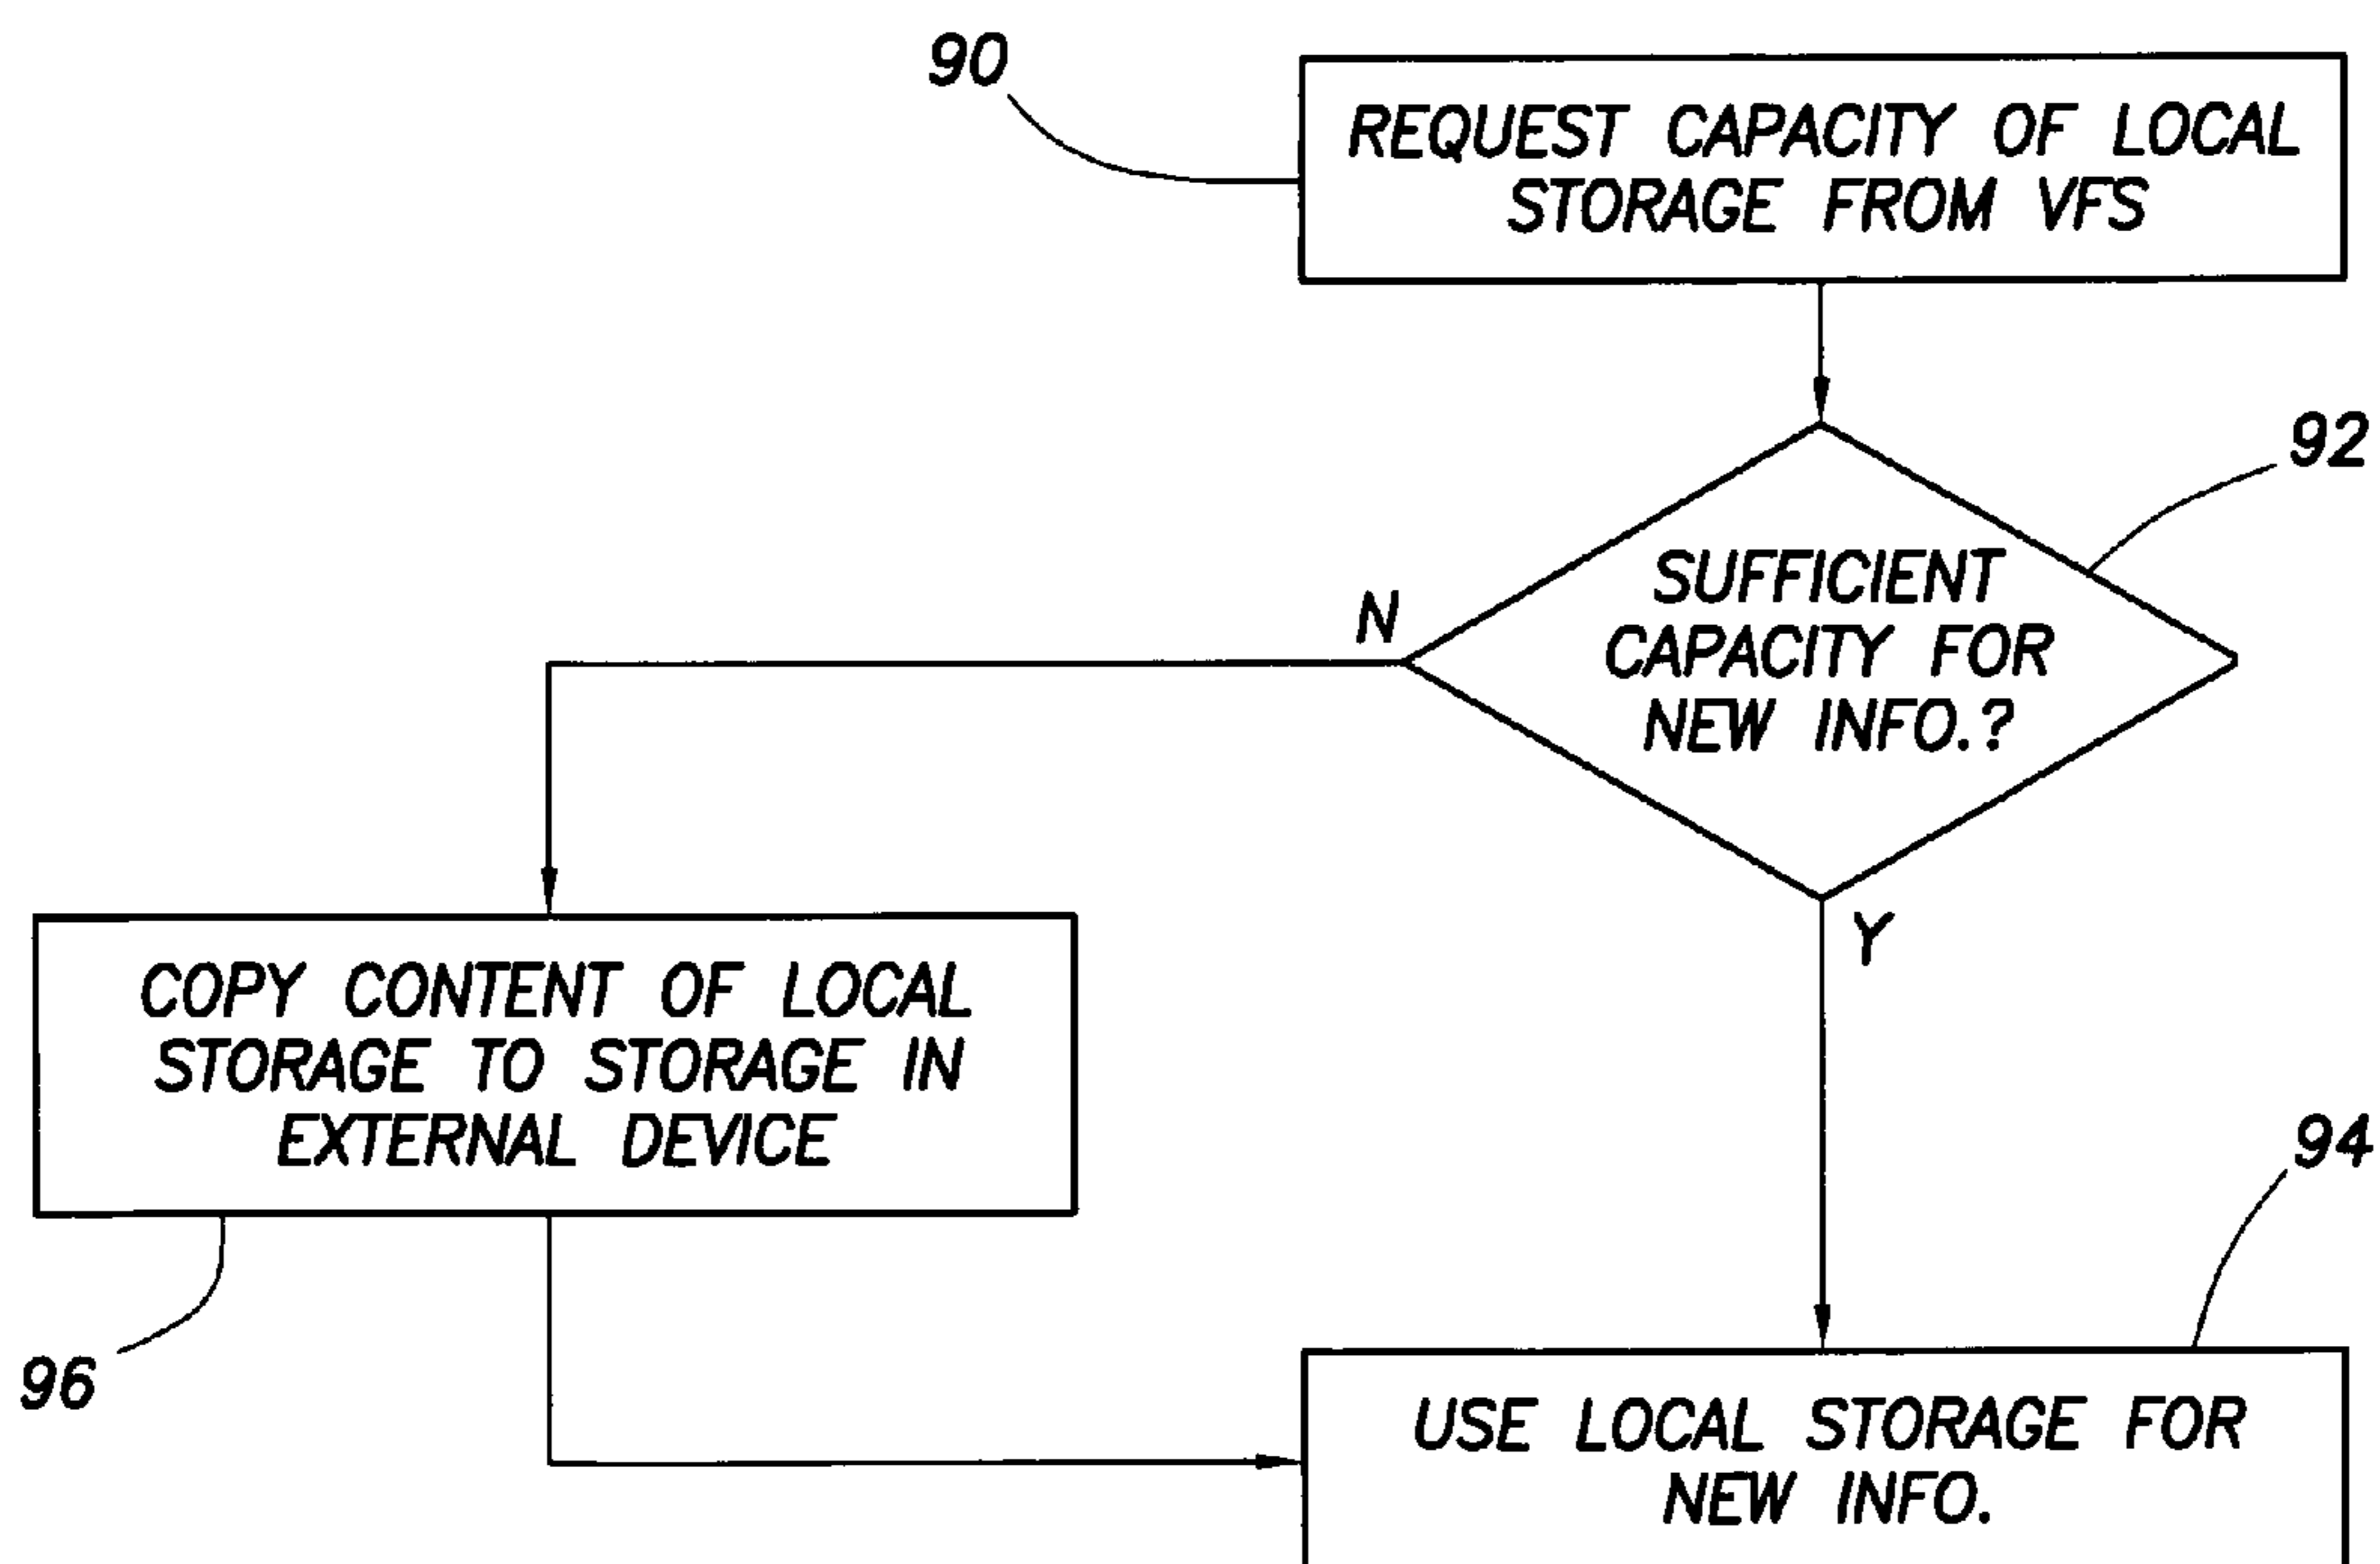 90
REQUEST CAPACITY OF LOCAL
STORAGE FROM VFS
92
SUFFICIENT
CAPACITY FOR
NEW INFO.?
N
Y
COPY CONTENT OF LOCAL
STORAGE TO STORAGE IN
EXTERNAL DEVICE
94
96
USE LOCAL STORAGE FOR
NEW INFO.